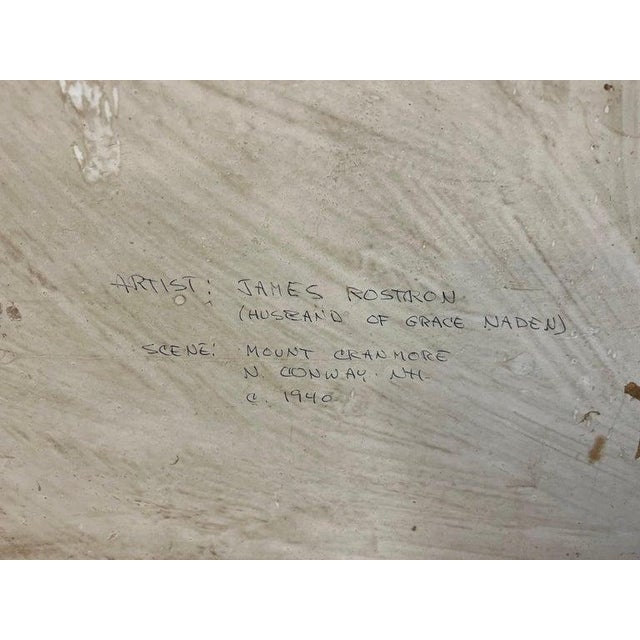 ARTIST: JAMES ROSTRON
(HUSBAND OF GRACE NADEN)
SCENE: MOUNT CRANMORE
N. CONWAY NH
C. 1940